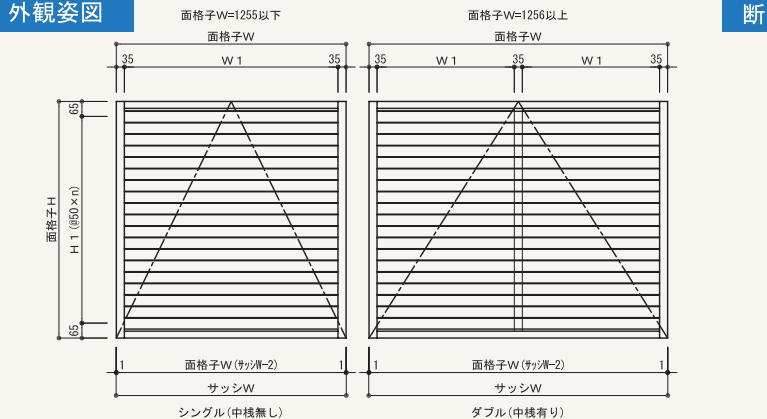 外観姿図
断
面格子W=1255以下
面格子W=1256以上
面格子W
面格子W
35 W1 35
35 W1 35 W1 35
65
面格子H
H1(@50×n)
65
1 面格子W(サッシW-2) 1
1 面格子W(サッシW-2) 1
サッシW
サッシW
シングル(中桟無し)
ダブル(中桟有り)